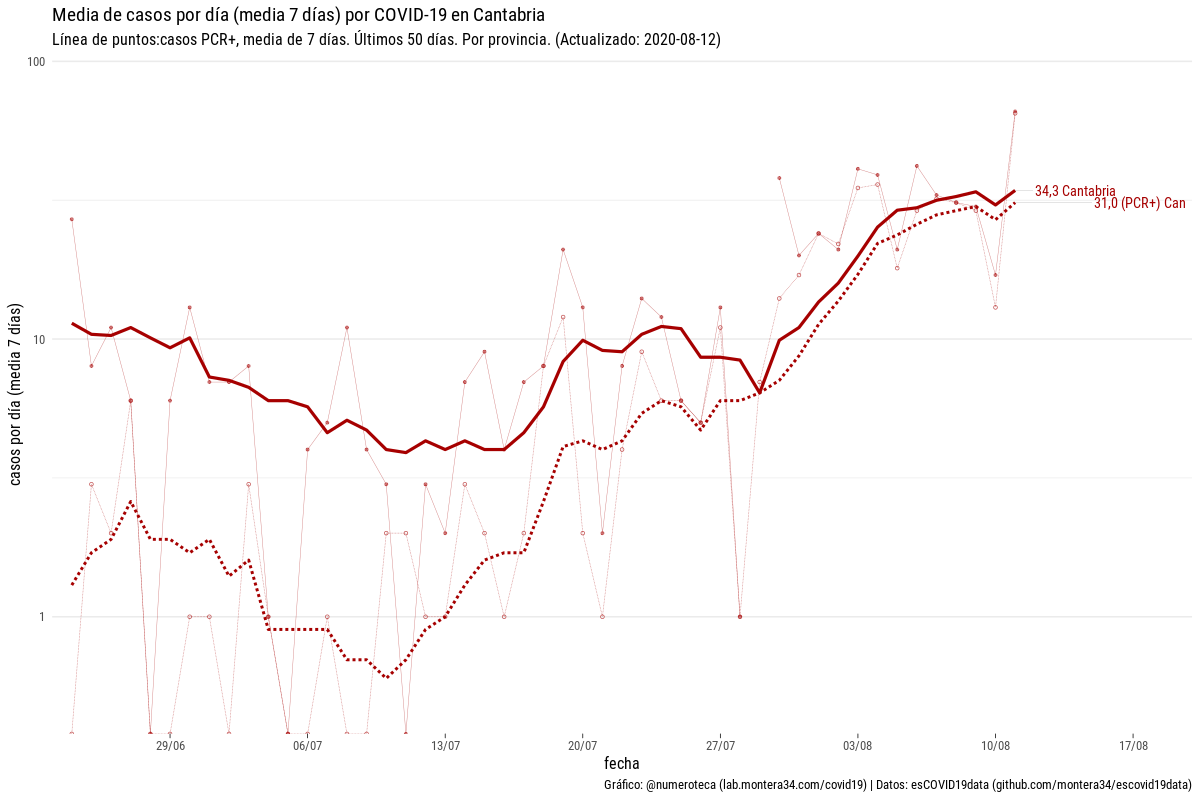 Media de casos por día (media 7 días) por COVID-19 en Cantabria
Línea de puntos:casos PCR+, media de 7 días. Últimos 50 días. Por provincia. (Actualizado: 2020-08-12)
100
10
1
casos por día (media 7 días)
34,3 Cantabria
31,0 (PCR+) Can
29/06
06/07
13/07
20/07
27/07
03/08
10/08
17/08
fecha
Gráfico: @numeroteca (lab.montera34.com/covid19) | Datos: esCOVID19data (github.com/montera34/escovid19data)